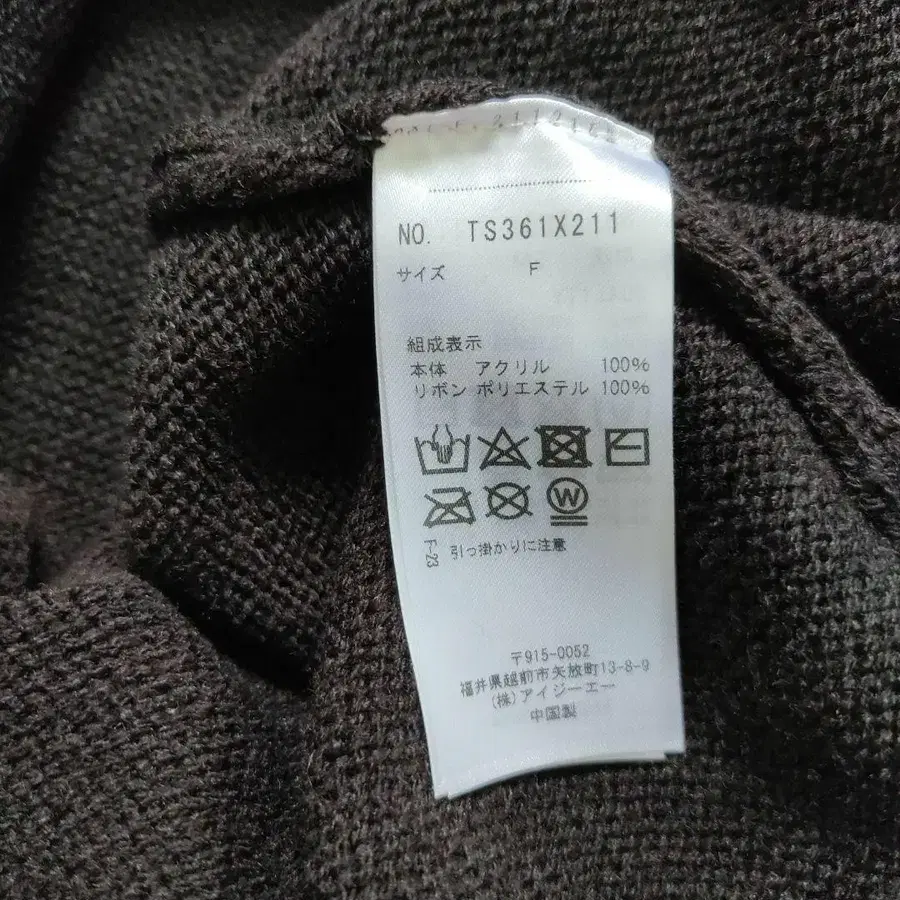 NO. TS361X211
サイズ F
組成表示
本体 アクリル 100%
リボン ポリエステル 100%
W
F-23 引っ掛かりに注意
〒915-0052
福井県越前市矢放町13-8-9
(株)アイジーエー
中国製